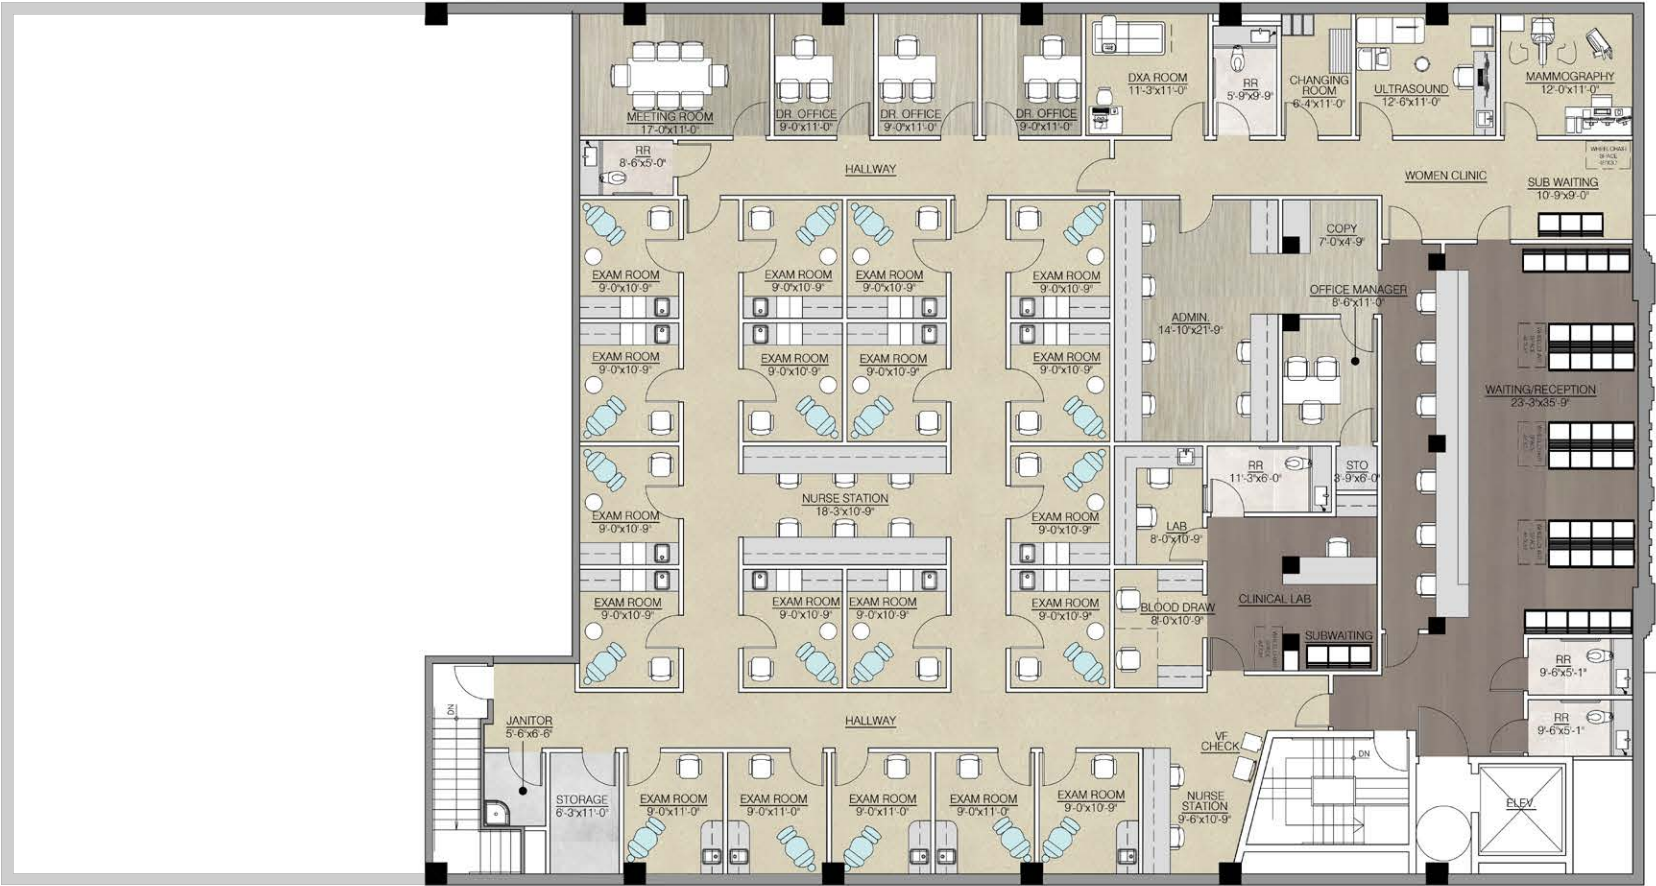 MEETING ROOM
17'-0"x11'-0"
DR. OFFICE
9'-0"x11'-0"
DR. OFFICE
9'-0"x11'-0"
DR. OFFICE
9'-0"x11'-0"
DXA ROOM
11'-3"x11'-0"
RR
5'-9"x9'-9"
CHANGING
ROOM
6'-4"x11'-0"
ULTRASOUND
12'-6"x11'-0"
MAMMOGRAPHY
12'-0"x11'-0"
RR
8'-6"x5'-0"
HALLWAY
WOMEN CLINIC
SUB WAITING
10'-9"x9'-0"
EXAM ROOM
9'-0"x10'-9"
EXAM ROOM
9'-0"x10'-9"
EXAM ROOM
9'-0"x10'-9"
EXAM ROOM
9'-0"x10'-9"
COPY
7'-0"x4'-9"
OFFICE MANAGER
8'-6"x11'-0"
ADMIN.
14'-10"x21'-9"
EXAM ROOM
9'-0"x10'-9"
EXAM ROOM
9'-0"x10'-9"
EXAM ROOM
9'-0"x10'-9"
EXAM ROOM
9'-0"x10'-9"
WAITING/RECEPTION
23'-3"x35'-9"
NURSE STATION
18'-3"x10'-9"
RR
11'-3"x6'-0"
STO
3'-9"x6'-0"
EXAM ROOM
9'-0"x10'-9"
EXAM ROOM
9'-0"x10'-9"
LAB
8'-0"x10'-9"
EXAM ROOM
9'-0"x10'-9"
EXAM ROOM
9'-0"x10'-9"
EXAM ROOM
9'-0"x10'-9"
EXAM ROOM
9'-0"x10'-9"
BLOOD DRAW
8'-0"x10'-9"
CLINICAL LAB
SUBWAITING
RR
9'-6"x5'-1"
RR
9'-6"x5'-1"
DN
JANITOR
5'-6"x6'-6"
HALLWAY
VF
CHECK
DN
STORAGE
6'-3"x11'-0"
EXAM ROOM
9'-0"x11'-0"
EXAM ROOM
9'-0"x11'-0"
EXAM ROOM
9'-0"x11'-0"
EXAM ROOM
9'-0"x11'-0"
EXAM ROOM
9'-0"x10'-9"
NURSE
STATION
9'-6"x10'-9"
ELEV.